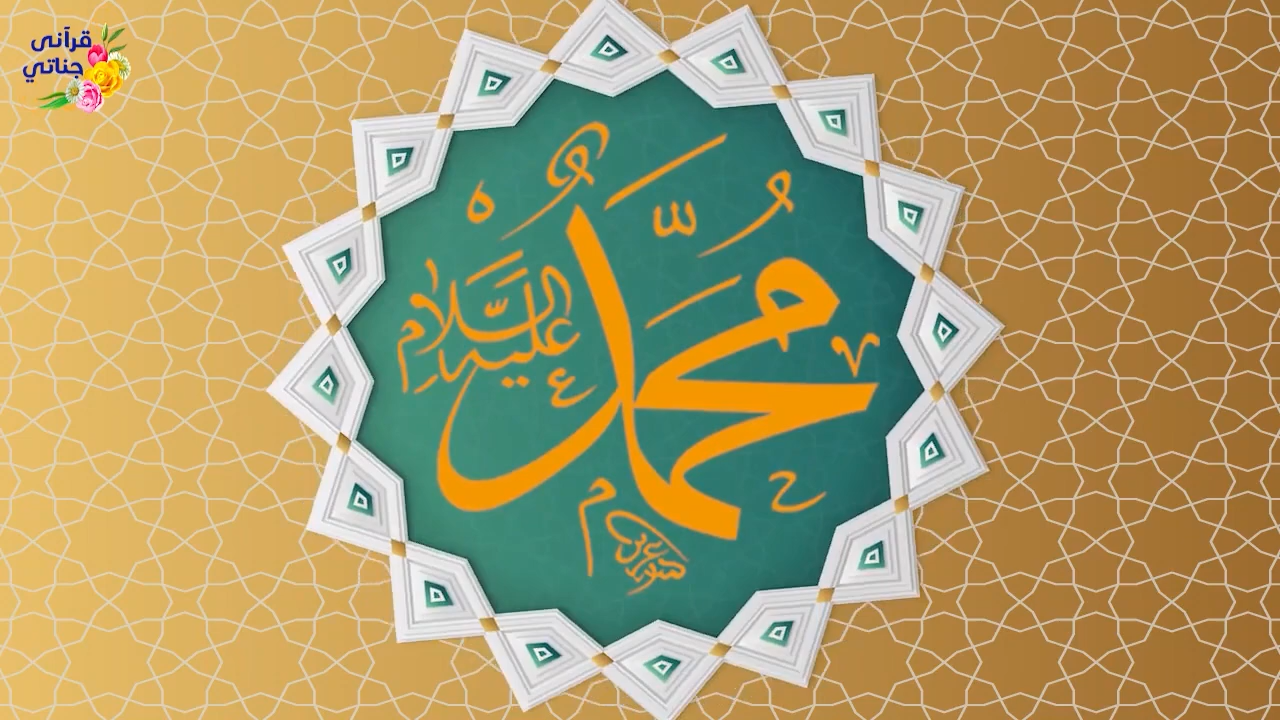 قرآنى
جناتي
محمد
عليه السلام